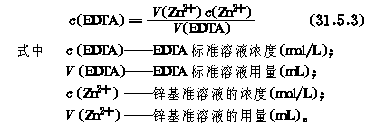 c(EDTA)=V(Zn²⁺)c(Zn²⁺)/V(EDTA) (31.5.3)
式中 c(EDTA)——EDTA标准溶液浓度(mol/L);
V(EDTA)——EDTA标准溶液用量(mL);
c(Zn²⁺)——锌基准溶液的浓度(mol/L);
V(Zn²⁺)——锌基准溶液的用量(mL)。